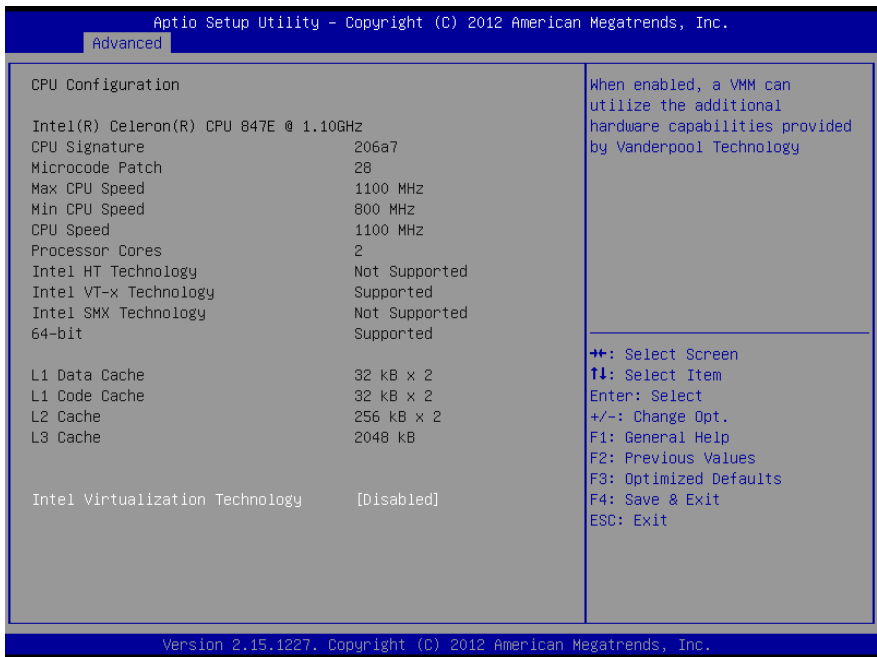 Aptio Setup Utility – Copyright (C) 2012 American Megatrends, Inc.
Advanced
CPU Configuration
Intel(R) Celeron(R) CPU 847E @ 1.10GHz
CPU Signature 206a7
Microcode Patch 28
Max CPU Speed 1100 MHz
Min CPU Speed 800 MHz
CPU Speed 1100 MHz
Processor Cores 2
Intel HT Technology Not Supported
Intel VT-x Technology Supported
Intel SMX Technology Not Supported
64-bit Supported
L1 Data Cache 32 kB x 2
L1 Code Cache 32 kB x 2
L2 Cache 256 kB x 2
L3 Cache 2048 kB
Intel Virtualization Technology [Disabled]
When enabled, a VMM can
utilize the additional
hardware capabilities provided
by Vanderpool Technology
→←: Select Screen
↑↓: Select Item
Enter: Select
+/-: Change Opt.
F1: General Help
F2: Previous Values
F3: Optimized Defaults
F4: Save & Exit
ESC: Exit
Version 2.15.1227. Copyright (C) 2012 American Megatrends, Inc.